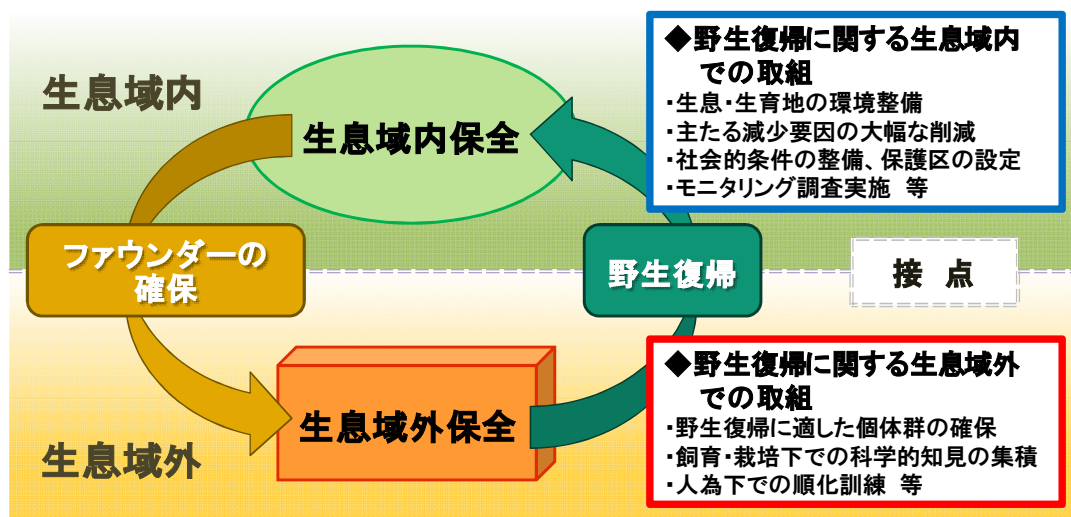 生息域内
生息域内保全
◆野生復帰に関する生息域内
での取組
・生息・生育地の環境整備
・主たる減少要因の大幅な削減
・社会的条件の整備、保護区の設定
・モニタリング調査実施 等
ファウンダーの
確保
野生復帰
接 点
生息域外保全
生息域外
◆野生復帰に関する生息域外
での取組
・野生復帰に適した個体群の確保
・飼育・栽培下での科学的知見の集積
・人為下での順化訓練 等